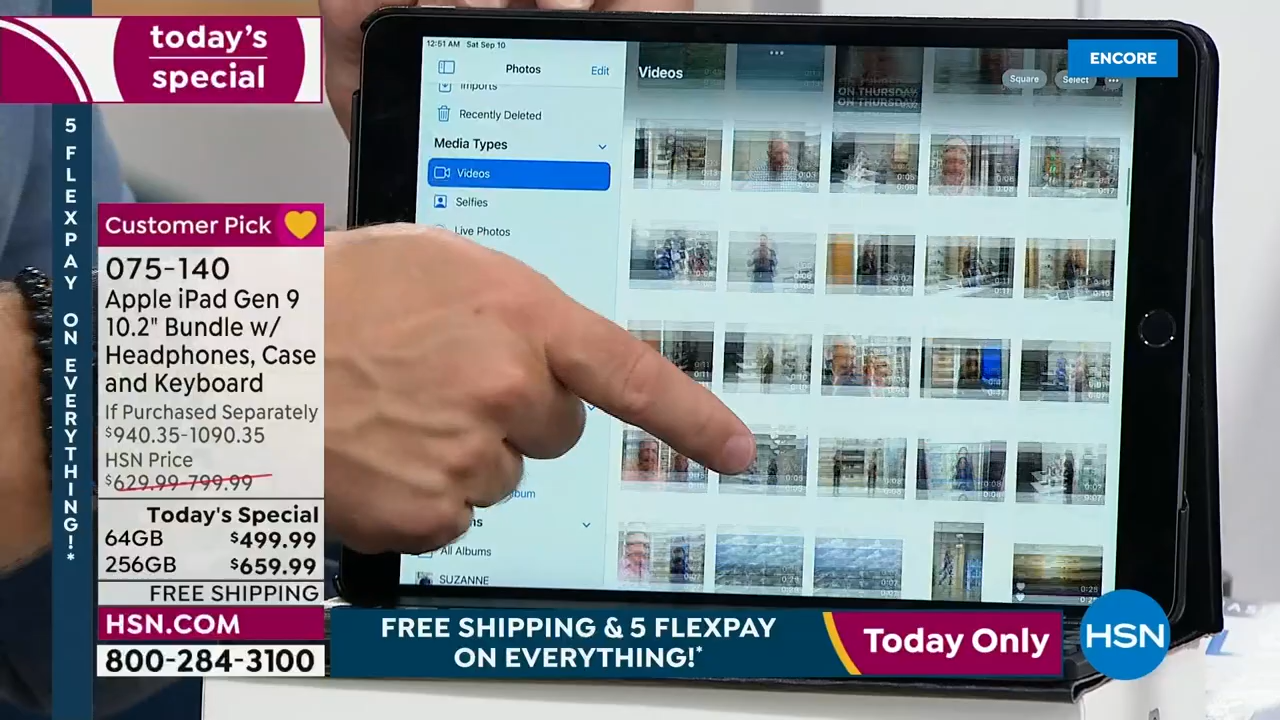 today's
special
ENCORE
5 FLEXPAY ON EVERYTHING!*
Customer Pick
075-140
Apple iPad Gen 9
10.2" Bundle w/
Headphones, Case
and Keyboard
If Purchased Separately
$940.35-1090.35
HSN Price
$629.99-799.99
Today's Special
64GB $499.99
256GB $659.99
FREE SHIPPING
HSN.COM
800-284-3100
12:51 AM Sat Sep 10
Photos Edit
Imports
Recently Deleted
Media Types
Videos
Selfies
Live Photos
All Albums
SUZANNE
Videos
Square Select
ON THURSDAY
ON THURSDAY
FREE SHIPPING & 5 FLEXPAY
ON EVERYTHING!*
Today Only
HSN